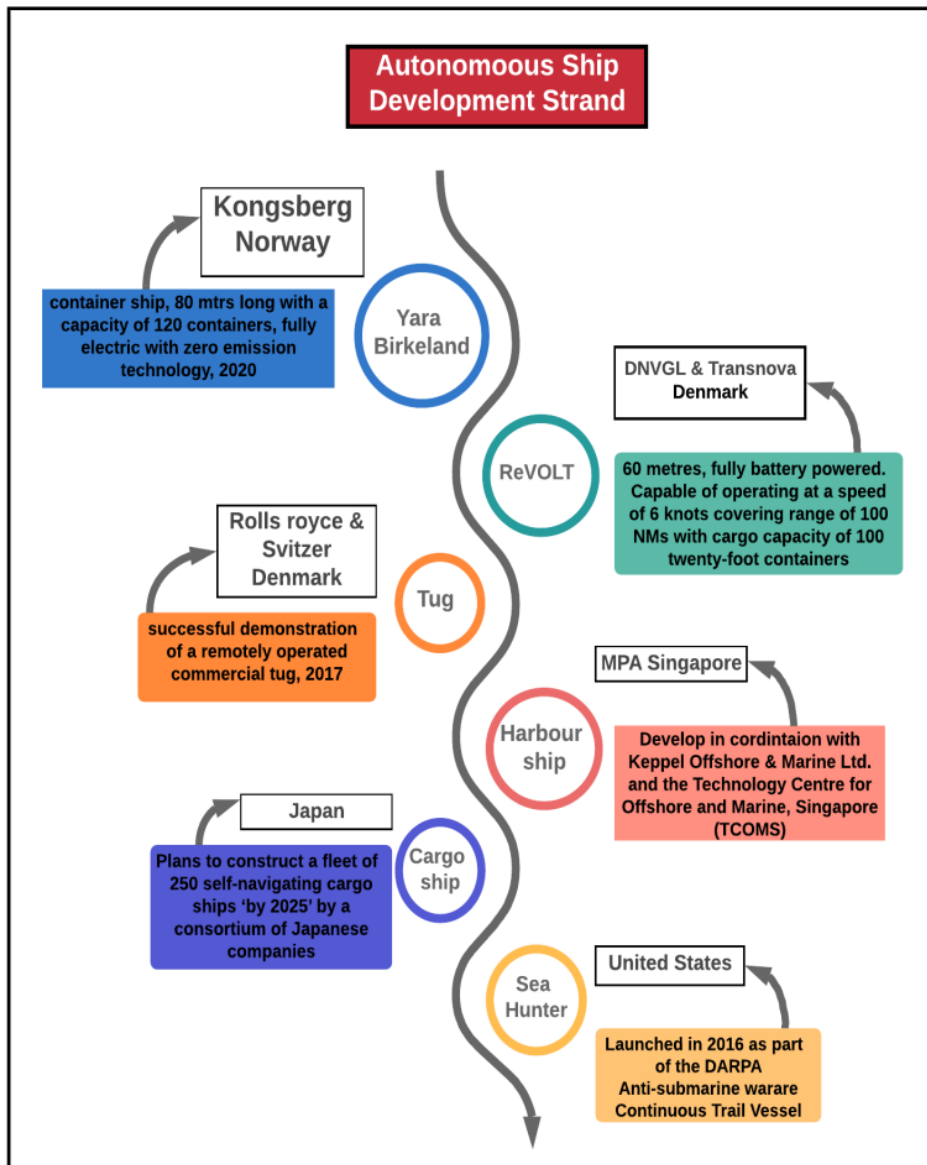 Autonomoous Ship
Development Strand
Kongsberg
Norway
container ship, 80 mtrs long with a
capacity of 120 containers, fully
electric with zero emission
technology, 2020
Yara
Birkeland
DNVGL & Transnova
Denmark
ReVOLT
60 metres, fully battery powered.
Capable of operating at a speed
of 6 knots covering range of 100
NMs with cargo capacity of 100
twenty-foot containers
Rolls royce &
Svitzer
Denmark
Tug
successful demonstration
of a remotely operated
commercial tug, 2017
MPA Singapore
Harbour
ship
Develop in cordintaion with
Keppel Offshore & Marine Ltd.
and the Technology Centre for
Offshore and Marine, Singapore
(TCOMS)
Japan
Cargo
ship
Plans to construct a fleet of
250 self-navigating cargo
ships ‘by 2025’ by a
consortium of Japanese
companies
United States
Sea
Hunter
Launched in 2016 as part
of the DARPA
Anti-submarine warare
Continuous Trail Vessel